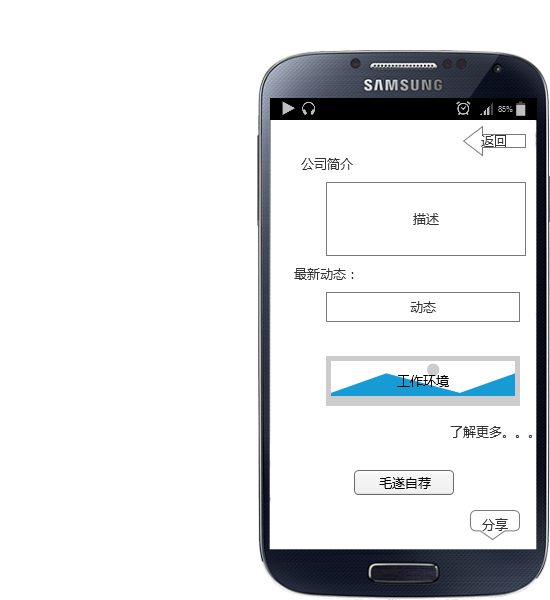 SAMSUNG
85%
返回
公司简介
描述
最新动态：
动态
工作环境
了解更多。。。
毛遂自荐
分享